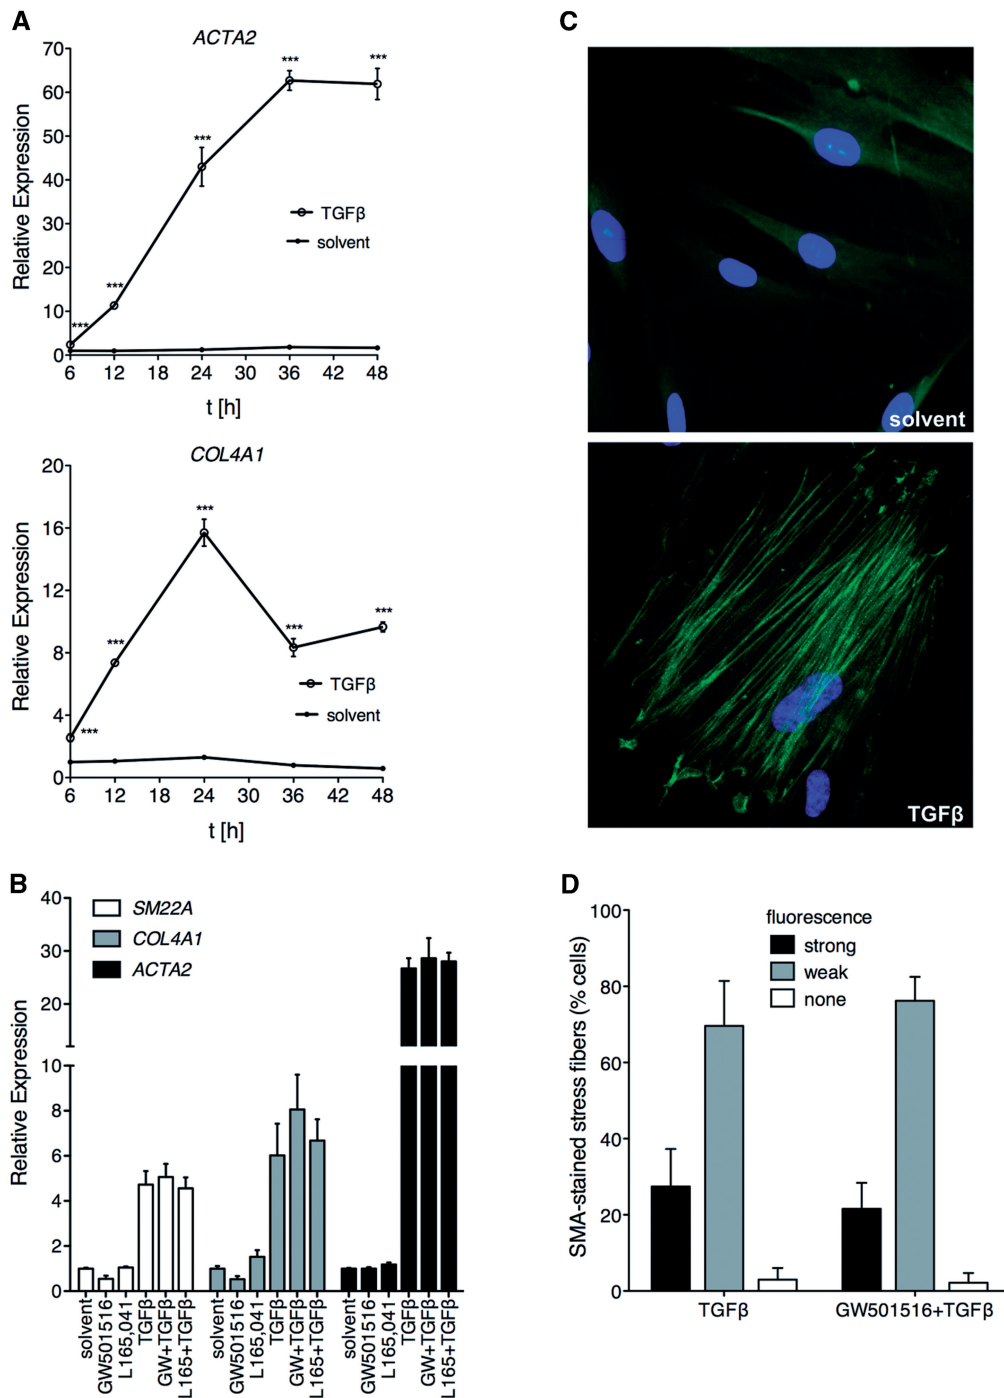 A
ACTA2
70
60
50
40
30
20
10
0
Relative Expression
***
***
***
***
***
TGFβ
solvent
6 12 18 24 30 36 42 48
t [h]
COL4A1
20
16
12
8
4
0
Relative Expression
***
***
***
***
***
TGFβ
solvent
6 12 18 24 30 36 42 48
t [h]
B
40
30
20
10
8
6
4
2
0
Relative Expression
SM22A
COL4A1
ACTA2
solvent
GW501516
L165,041
TGFβ
GW+TGFβ
L165+TGFβ
solvent
GW501516
L165,041
TGFβ
GW+TGFβ
L165+TGFβ
solvent
GW501516
L165,041
TGFβ
GW+TGFβ
L165+TGFβ
C
solvent
TGFβ
D
100
80
60
40
20
0
SMA-stained stress fibers (% cells)
fluorescence
strong
weak
none
TGFβ
GW501516+TGFβ